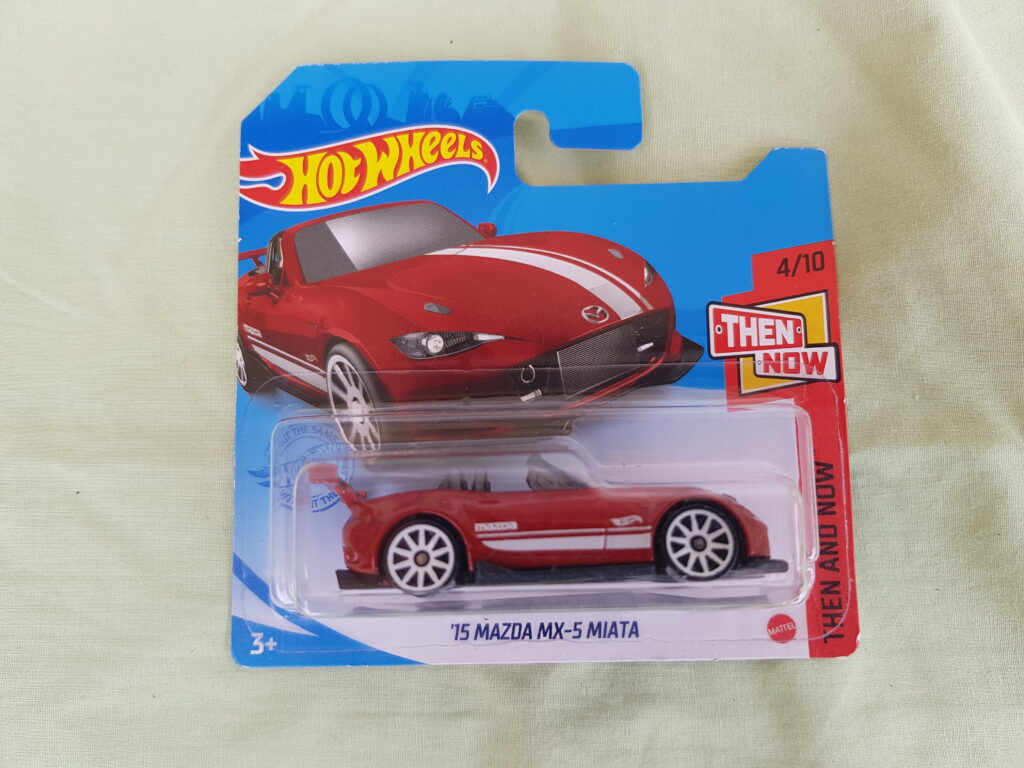 HOT WHEELS
4/10
THEN
NOW
THEN AND NOW
mazda
'15 MAZDA MX-5 MIATA
MATTEL
3+